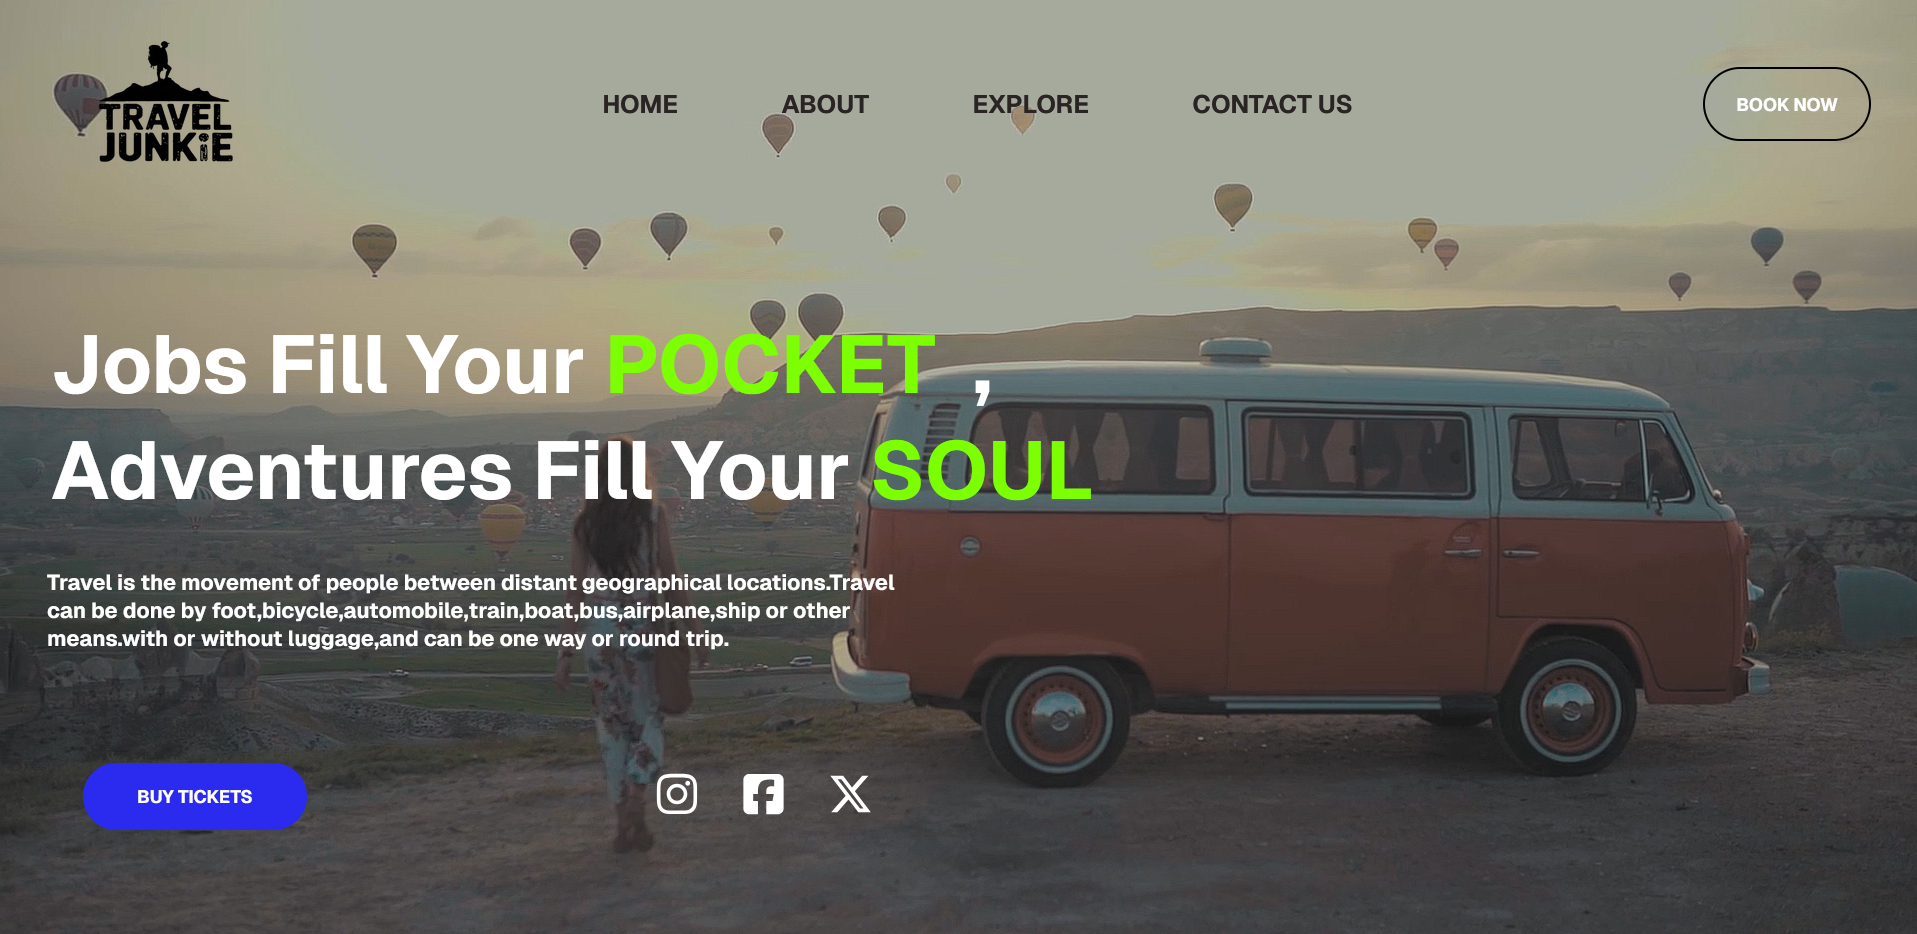 TRAVEL
JUNKiE
HOME
ABOUT
EXPLORE
CONTACT US
BOOK NOW
Jobs Fill Your POCKET ,
Adventures Fill Your SOUL
Travel is the movement of people between distant geographical locations.Travel
can be done by foot,bicycle,automobile,train,boat,bus,airplane,ship or other
means.with or without luggage,and can be one way or round trip.
BUY TICKETS